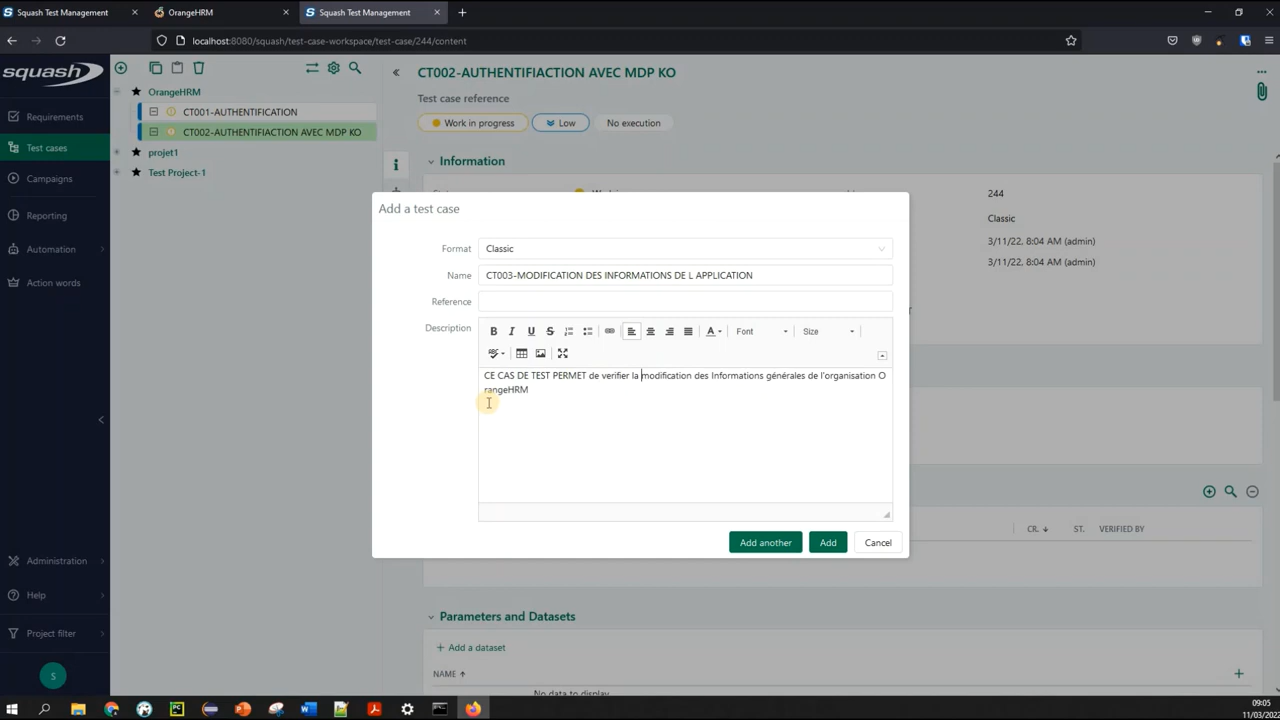 Squash Test Management
OrangeHRM
Squash Test Management
localhost:8080/squash/test-case-workspace/test-case/244/content
squash
Requirements
Test cases
Campaigns
Reporting
Automation
Action words
Administration
Help
Project filter
S
OrangeHRM
CT001-AUTHENTIFICATION
CT002-AUTHENTIFIACTION AVEC MDP KO
projet1
Test Project-1
CT002-AUTHENTIFIACTION AVEC MDP KO
Test case reference
Work in progress
Low
No execution
Information
244
Classic
3/11/22, 8:04 AM (admin)
3/11/22, 8:04 AM (admin)
Add a test case
Format
Classic
Name
CT003-MODIFICATION DES INFORMATIONS DE L APPLICATION
Reference
Description
Font
Size
CE CAS DE TEST PERMET de verifier la modification des Informations générales de l'organisation O
rangeHRM
Add another
Add
Cancel
CR.
ST.
VERIFIED BY
Parameters and Datasets
+ Add a dataset
NAME
No data to display
09:05
11/03/2022